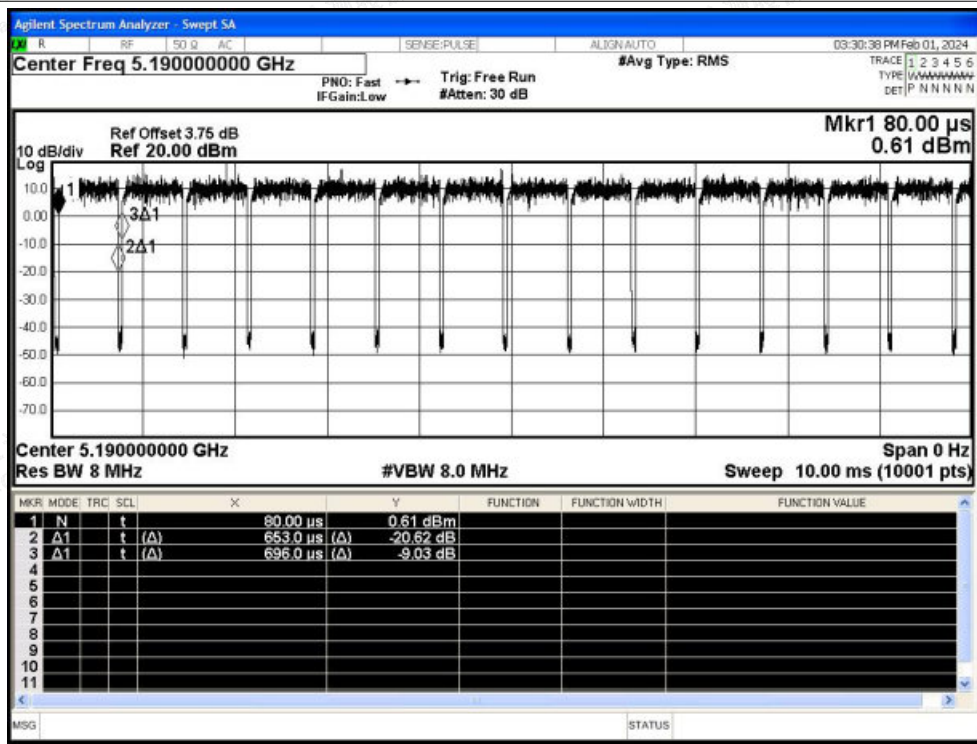 Agilent Spectrum Analyzer - Swept SA
LXI R RF 50 Ω AC SENSE:PULSE ALIGNAUTO 03:30:38 PM Feb 01, 2024
Center Freq 5.190000000 GHz #Avg Type: RMS TRACE 1 2 3 4 5 6
PNO: Fast Trig: Free Run TYPE WWWWWW
IFGain:Low #Atten: 30 dB DET P N N N N N
Mkr1 80.00 µs
0.61 dBm
Ref Offset 3.75 dB
10 dB/div Ref 20.00 dBm
Log
10.0
1
0.00
3Δ1
-10.0
2Δ1
-20.0
-30.0
-40.0
-50.0
-60.0
-70.0
Center 5.190000000 GHz Span 0 Hz
Res BW 8 MHz #VBW 8.0 MHz Sweep 10.00 ms (10001 pts)
MKR MODE TRC SCL X Y FUNCTION FUNCTION WIDTH FUNCTION VALUE
1 N t 80.00 µs 0.61 dBm
2 Δ1 t (Δ) 653.0 µs (Δ) -20.62 dB
3 Δ1 t (Δ) 696.0 µs (Δ) -9.03 dB
4
5
6
7
8
9
10
11
MSG STATUS